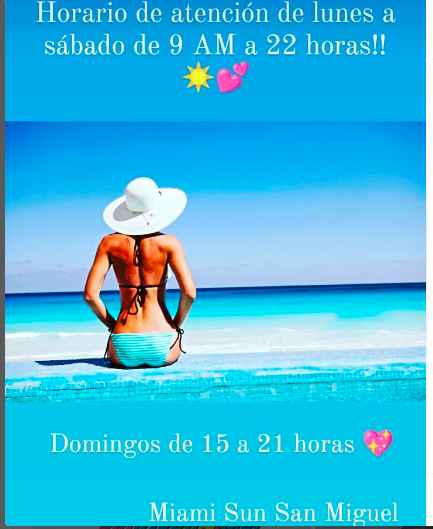 Horario de atención de lunes a
sábado de 9 AM a 22 horas!!
☀️💕
Domingos de 15 a 21 horas 💖
Miami Sun San Miguel